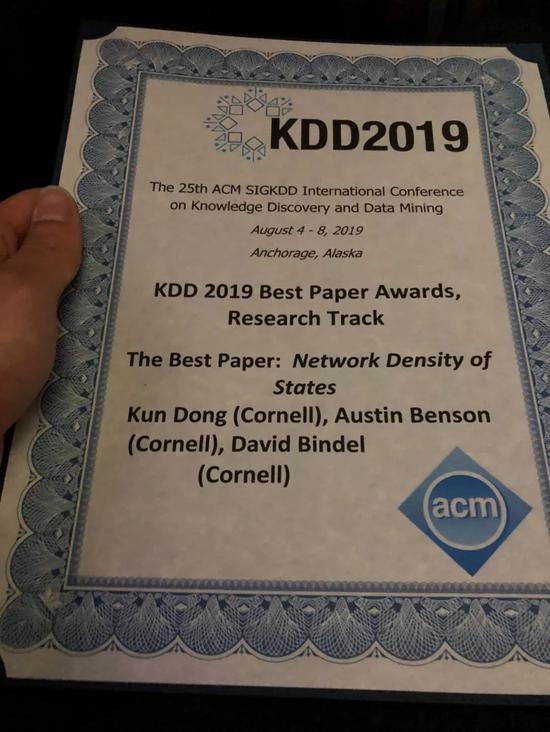 KDD2019
The 25th ACM SIGKDD International Conference
on Knowledge Discovery and Data Mining
August 4 - 8, 2019
Anchorage, Alaska
KDD 2019 Best Paper Awards,
Research Track
The Best Paper: Network Density of
States
Kun Dong (Cornell), Austin Benson
(Cornell), David Bindel
(Cornell)
acm